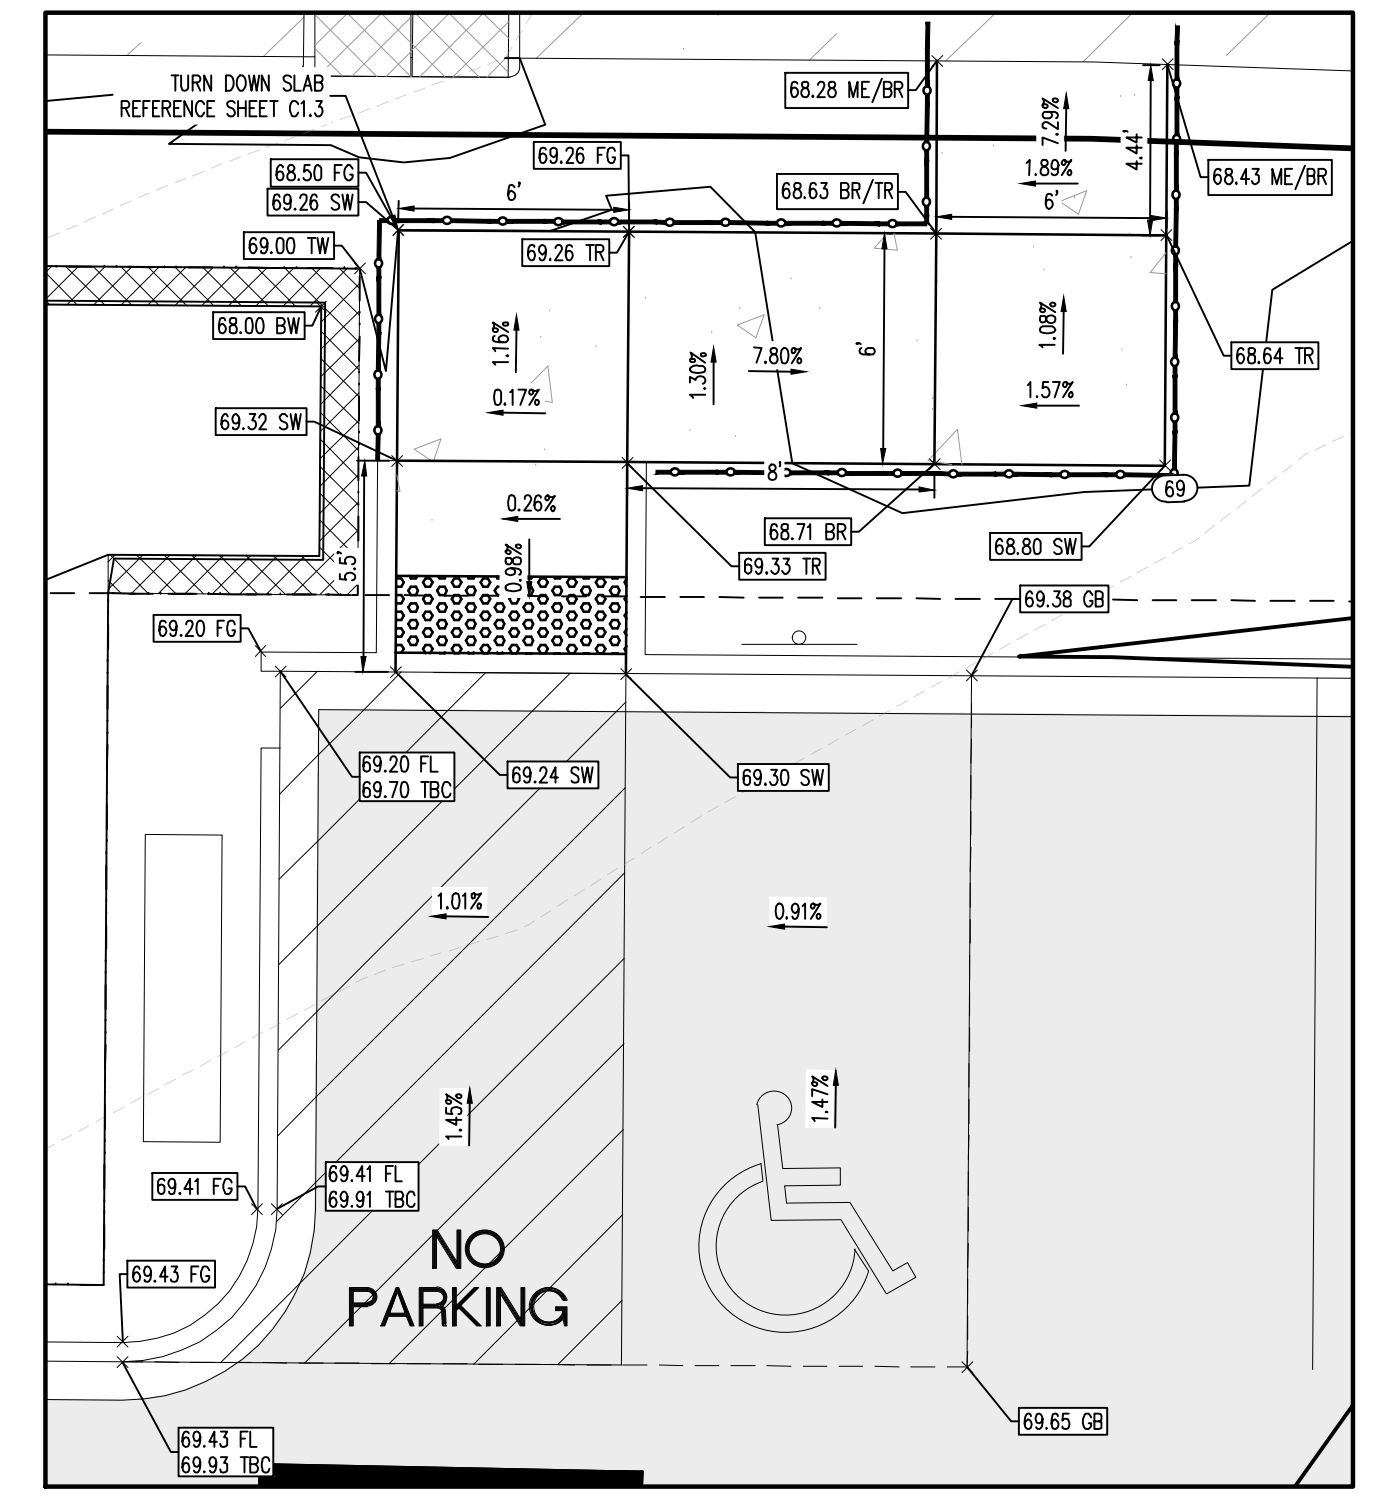 TURN DOWN SLAB
REFERENCE SHEET C1.3
68.28 ME/BR
7.29%
4.44'
69.26 FG
68.50 FG
69.26 SW
1.89%
68.43 ME/BR
6'
68.63 BR/TR
6'
69.00 TW
69.26 TR
68.00 BW
1.16%
1.30%
7.80%
6'
1.08%
68.64 TR
0.17%
1.57%
69.32 SW
8'
69
0.26%
68.71 BR
68.80 SW
5.5'
0.98%
69.33 TR
69.38 GB
69.20 FG
69.20 FL
69.70 TBC
69.24 SW
69.30 SW
1.01%
0.91%
1.45%
1.47%
69.41 FG
69.41 FL
69.91 TBC
NO
PARKING
69.43 FG
69.65 GB
69.43 FL
69.93 TBC